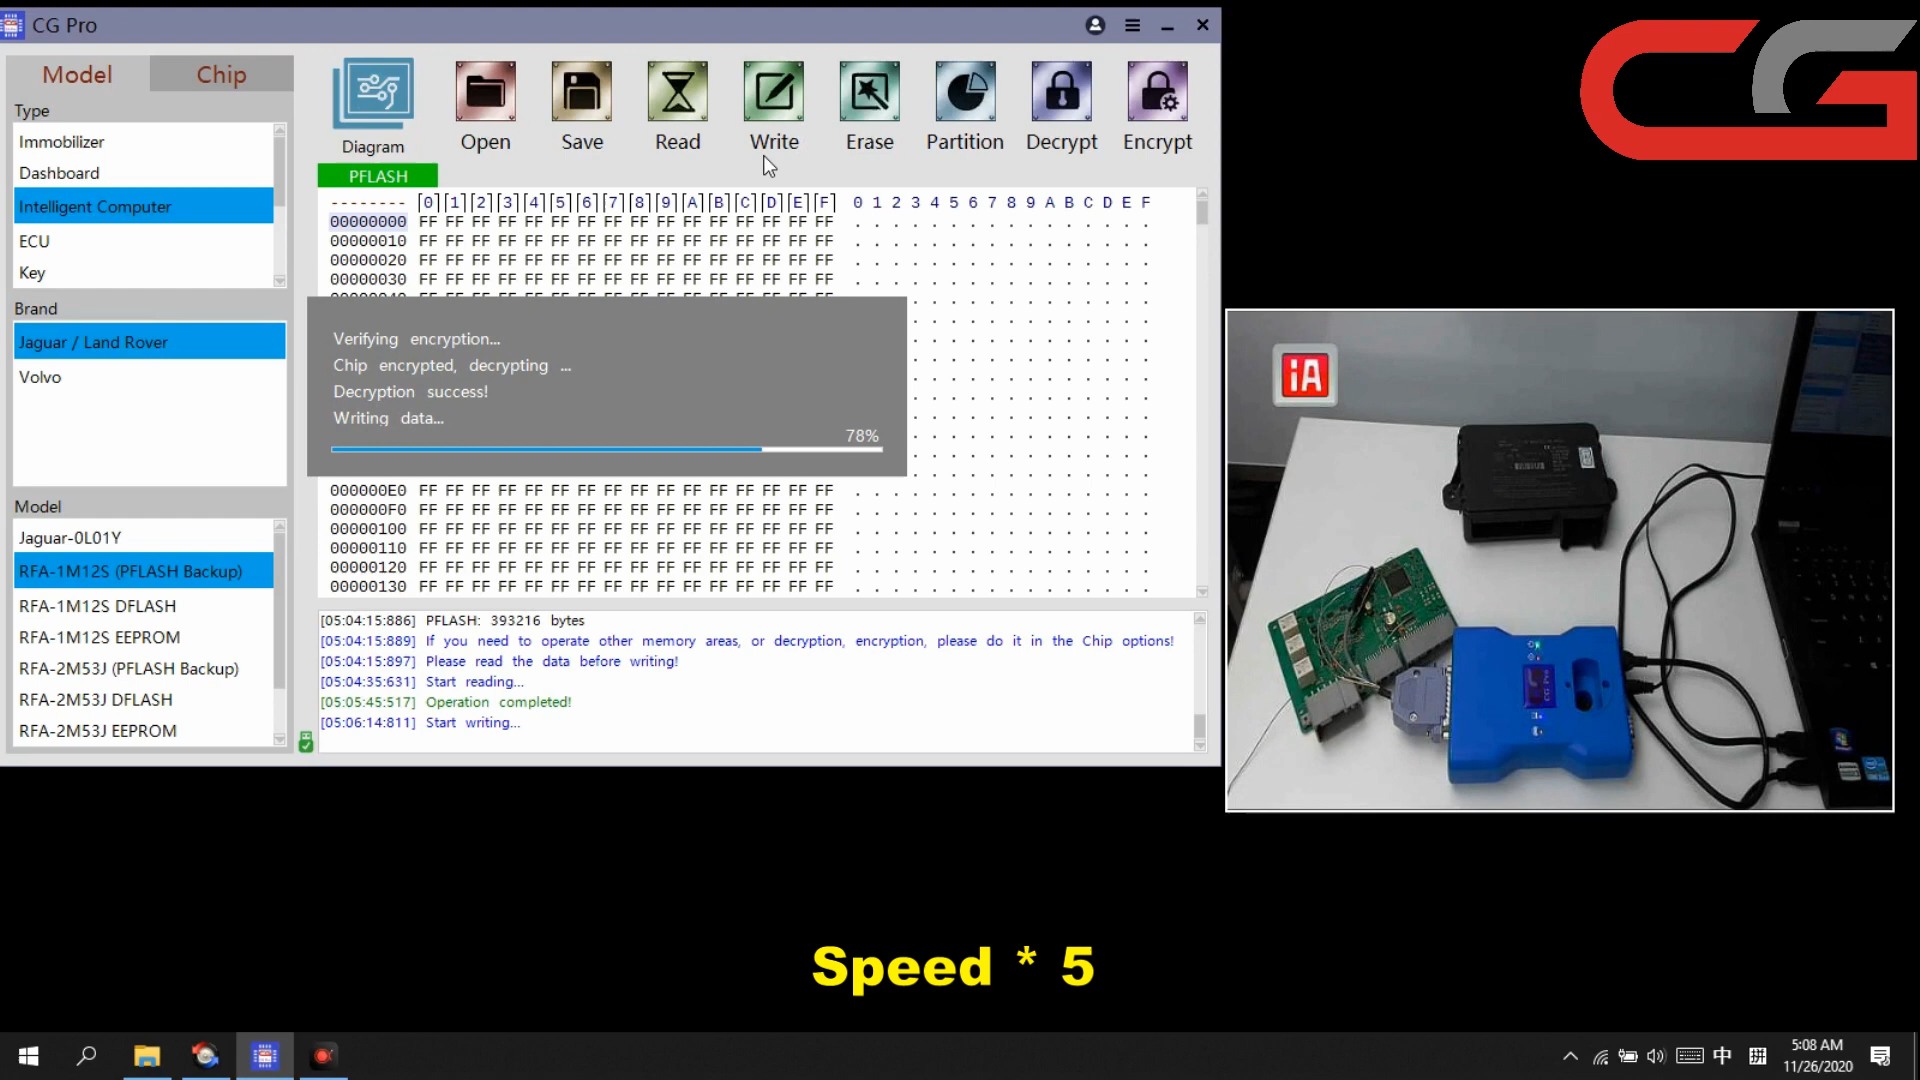 CG Pro
Model Chip
Type
Immobilizer
Dashboard
Intelligent Computer
ECU
Key
Brand
Jaguar / Land Rover
Volvo
Model
Jaguar-0L01Y
RFA-1M12S (PFLASH Backup)
RFA-1M12S DFLASH
RFA-1M12S EEPROM
RFA-2M53J (PFLASH Backup)
RFA-2M53J DFLASH
RFA-2M53J EEPROM
Diagram Open Save Read Write Erase Partition Decrypt Encrypt
PFLASH
-------- [0][1][2][3][4][5][6][7][8][9][A][B][C][D][E][F] 0 1 2 3 4 5 6 7 8 9 A B C D E F
00000000 FF FF FF FF FF FF FF FF FF FF FF FF FF FF FF FF . . . . . . . . . . . . . . . .
00000010 FF FF FF FF FF FF FF FF FF FF FF FF FF FF FF FF . . . . . . . . . . . . . . . .
00000020 FF FF FF FF FF FF FF FF FF FF FF FF FF FF FF FF . . . . . . . . . . . . . . . .
00000030 FF FF FF FF FF FF FF FF FF FF FF FF FF FF FF FF . . . . . . . . . . . . . . . .
Verifying encryption...
Chip encrypted, decrypting ...
Decryption success!
Writing data...
78%
000000E0 FF FF FF FF FF FF FF FF FF FF FF FF FF FF FF FF . . . . . . . . . . . . . . . .
000000F0 FF FF FF FF FF FF FF FF FF FF FF FF FF FF FF FF . . . . . . . . . . . . . . . .
00000100 FF FF FF FF FF FF FF FF FF FF FF FF FF FF FF FF . . . . . . . . . . . . . . . .
00000110 FF FF FF FF FF FF FF FF FF FF FF FF FF FF FF FF . . . . . . . . . . . . . . . .
00000120 FF FF FF FF FF FF FF FF FF FF FF FF FF FF FF FF . . . . . . . . . . . . . . . .
00000130 FF FF FF FF FF FF FF FF FF FF FF FF FF FF FF FF . . . . . . . . . . . . . . . .
[05:04:15:886] PFLASH: 393216 bytes
[05:04:15:889] If you need to operate other memory areas, or decryption, encryption, please do it in the Chip options!
[05:04:15:897] Please read the data before writing!
[05:04:35:631] Start reading...
[05:05:45:517] Operation completed!
[05:06:14:811] Start writing...
CG
iA
CG Pro
Speed * 5
中 拼
5:08 AM
11/26/2020